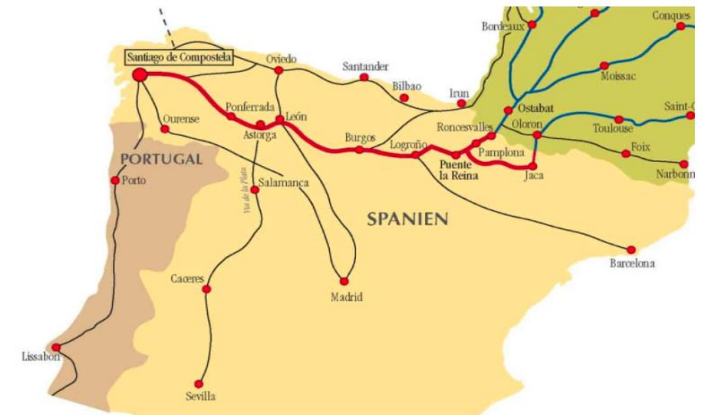 Conques
Bordeaux
Santiago de Compostela
Oviedo
Santander
Bilbao
Irun
Moissac
Ostabat
Saint-
Ponferrada
León
Ourense
Astorga
Burgos
Logroño
Roncesvalles
Oloron
Toulouse
Pamplona
Foix
PORTUGAL
Puente
la Reina
Jaca
Narbonn
Porto
Via de la Plata
Salamanca
SPANIEN
Barcelona
Caceres
Madrid
Lissabon
Sevilla